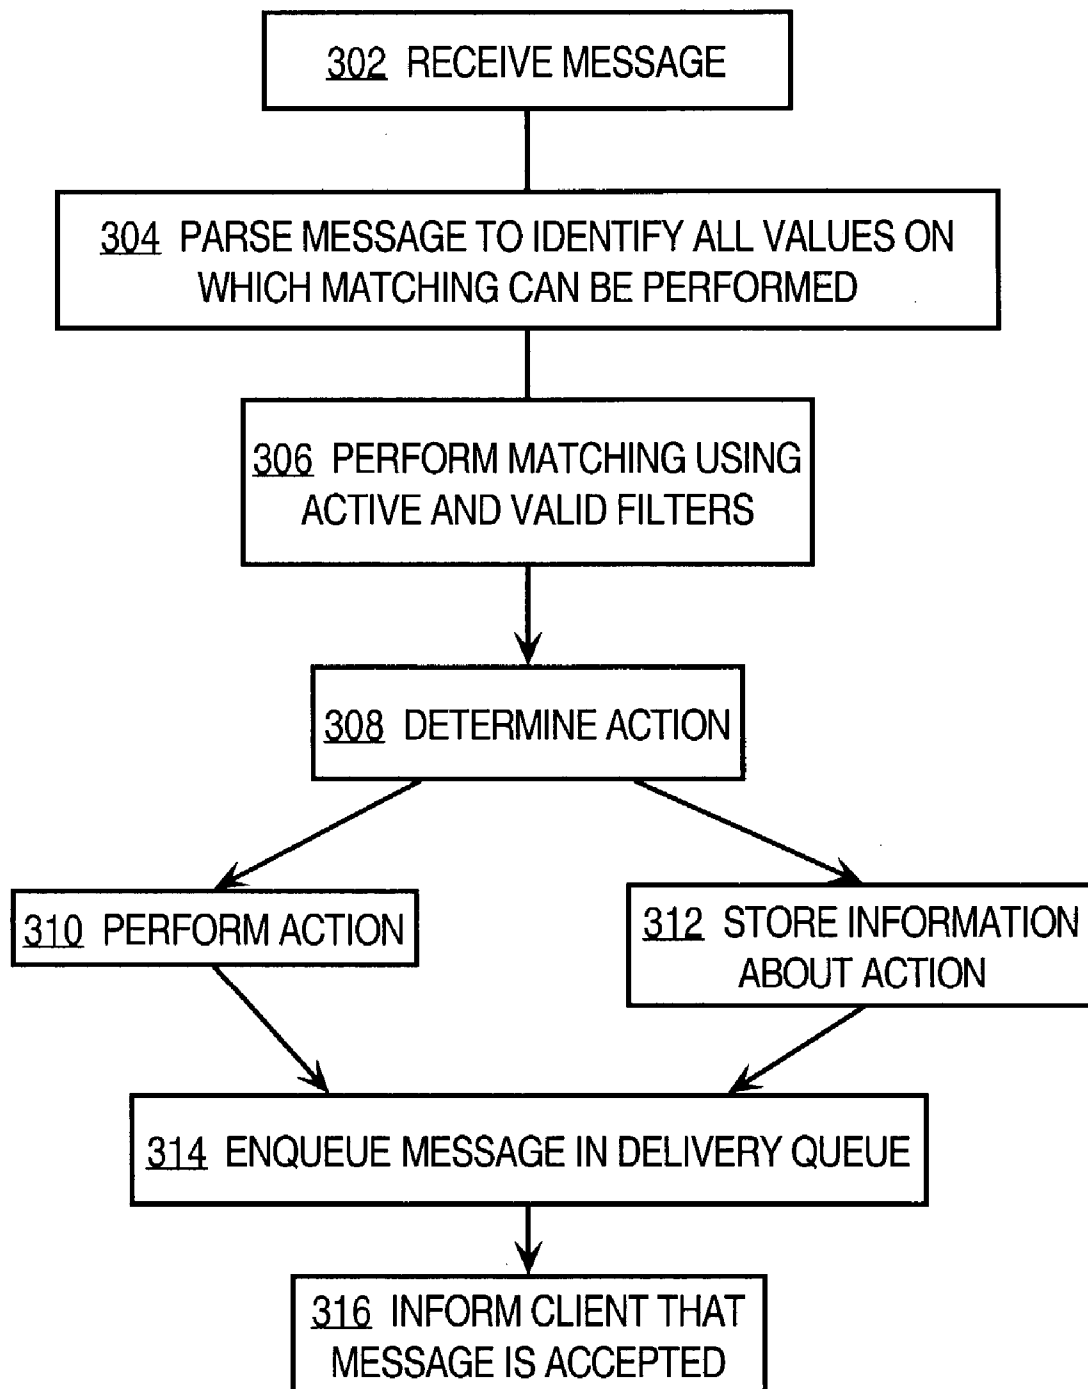 302 RECEIVE MESSAGE
304 PARSE MESSAGE TO IDENTIFY ALL VALUES ON
WHICH MATCHING CAN BE PERFORMED
306 PERFORM MATCHING USING
ACTIVE AND VALID FILTERS
308 DETERMINE ACTION
310 PERFORM ACTION
312 STORE INFORMATION
ABOUT ACTION
314 ENQUEUE MESSAGE IN DELIVERY QUEUE
316 INFORM CLIENT THAT
MESSAGE IS ACCEPTED